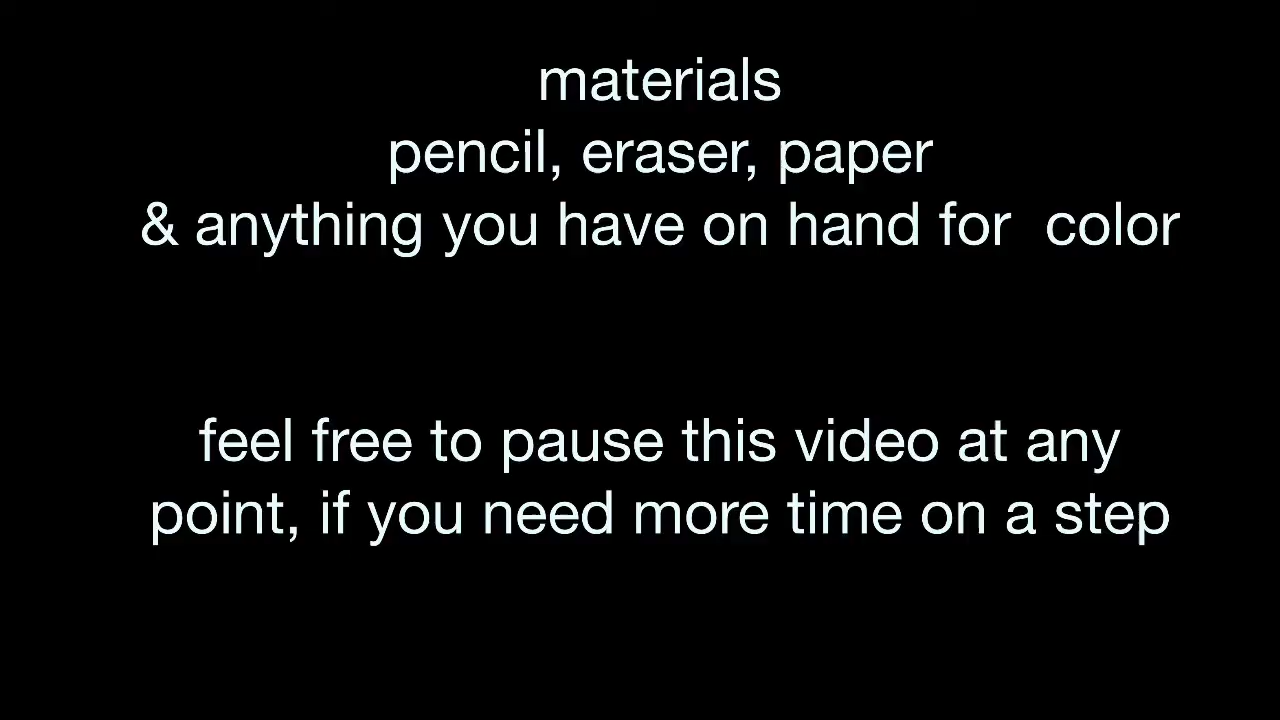 materials
pencil, eraser, paper
& anything you have on hand for  color
feel free to pause this video at any
point, if you need more time on a step